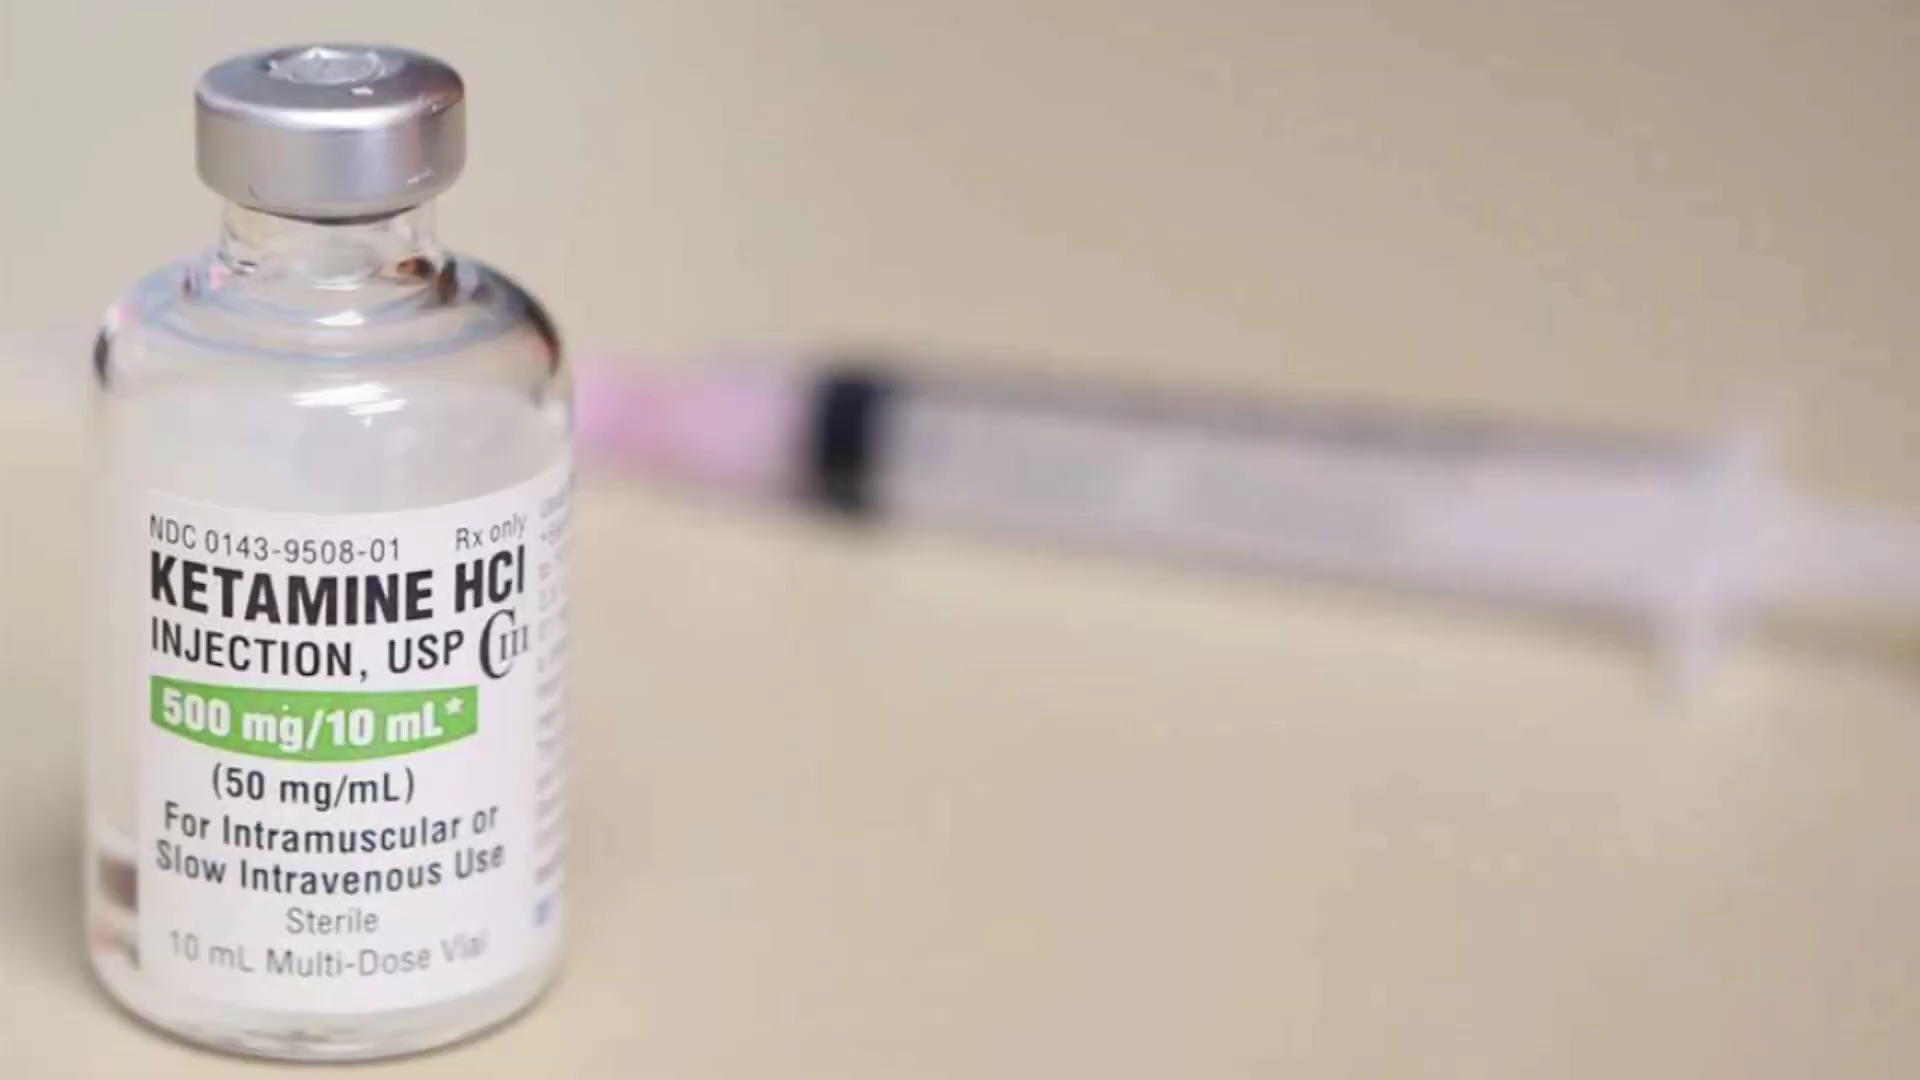 NDC 0143-9508-01 Rx only
KETAMINE HCl
INJECTION, USP CIII
500 mg/10 mL*
(50 mg/mL)
For Intramuscular or
Slow Intravenous Use
Sterile
10 mL Multi-Dose Vial